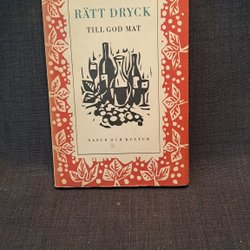 RÄTT DRYCK
TILL GOD MAT
NATUR OCH KULTUR